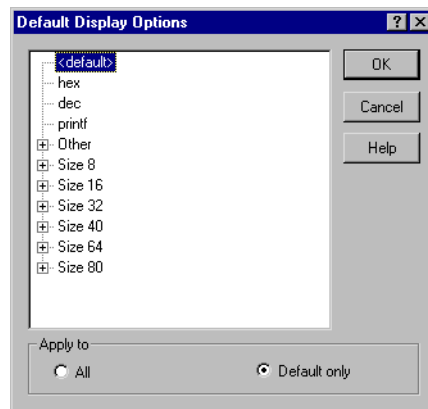 Default Display Options
<default>
OK
hex
dec
Cancel
printf
Other
Help
Size 8
Size 16
Size 32
Size 40
Size 64
Size 80
Apply to
All
Default only